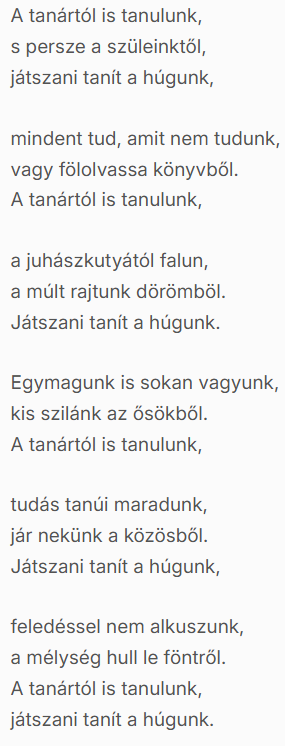 A tanártól is tanulunk,
s persze a szüleinktől,
játszani tanít a húgunk,
mindent tud, amit nem tudunk,
vagy fölolvassa könyvből.
A tanártól is tanulunk,
a juhászkutyától falun,
a múlt rajtunk dörömböl.
Játszani tanít a húgunk.
Egymagunk is sokan vagyunk,
kis szilánk az ősökből.
A tanártól is tanulunk,
tudás tanúi maradunk,
jár nekünk a közösből.
Játszani tanít a húgunk,
feledéssel nem alkuszunk,
a mélység hull le föntről.
A tanártól is tanulunk,
játszani tanít a húgunk.